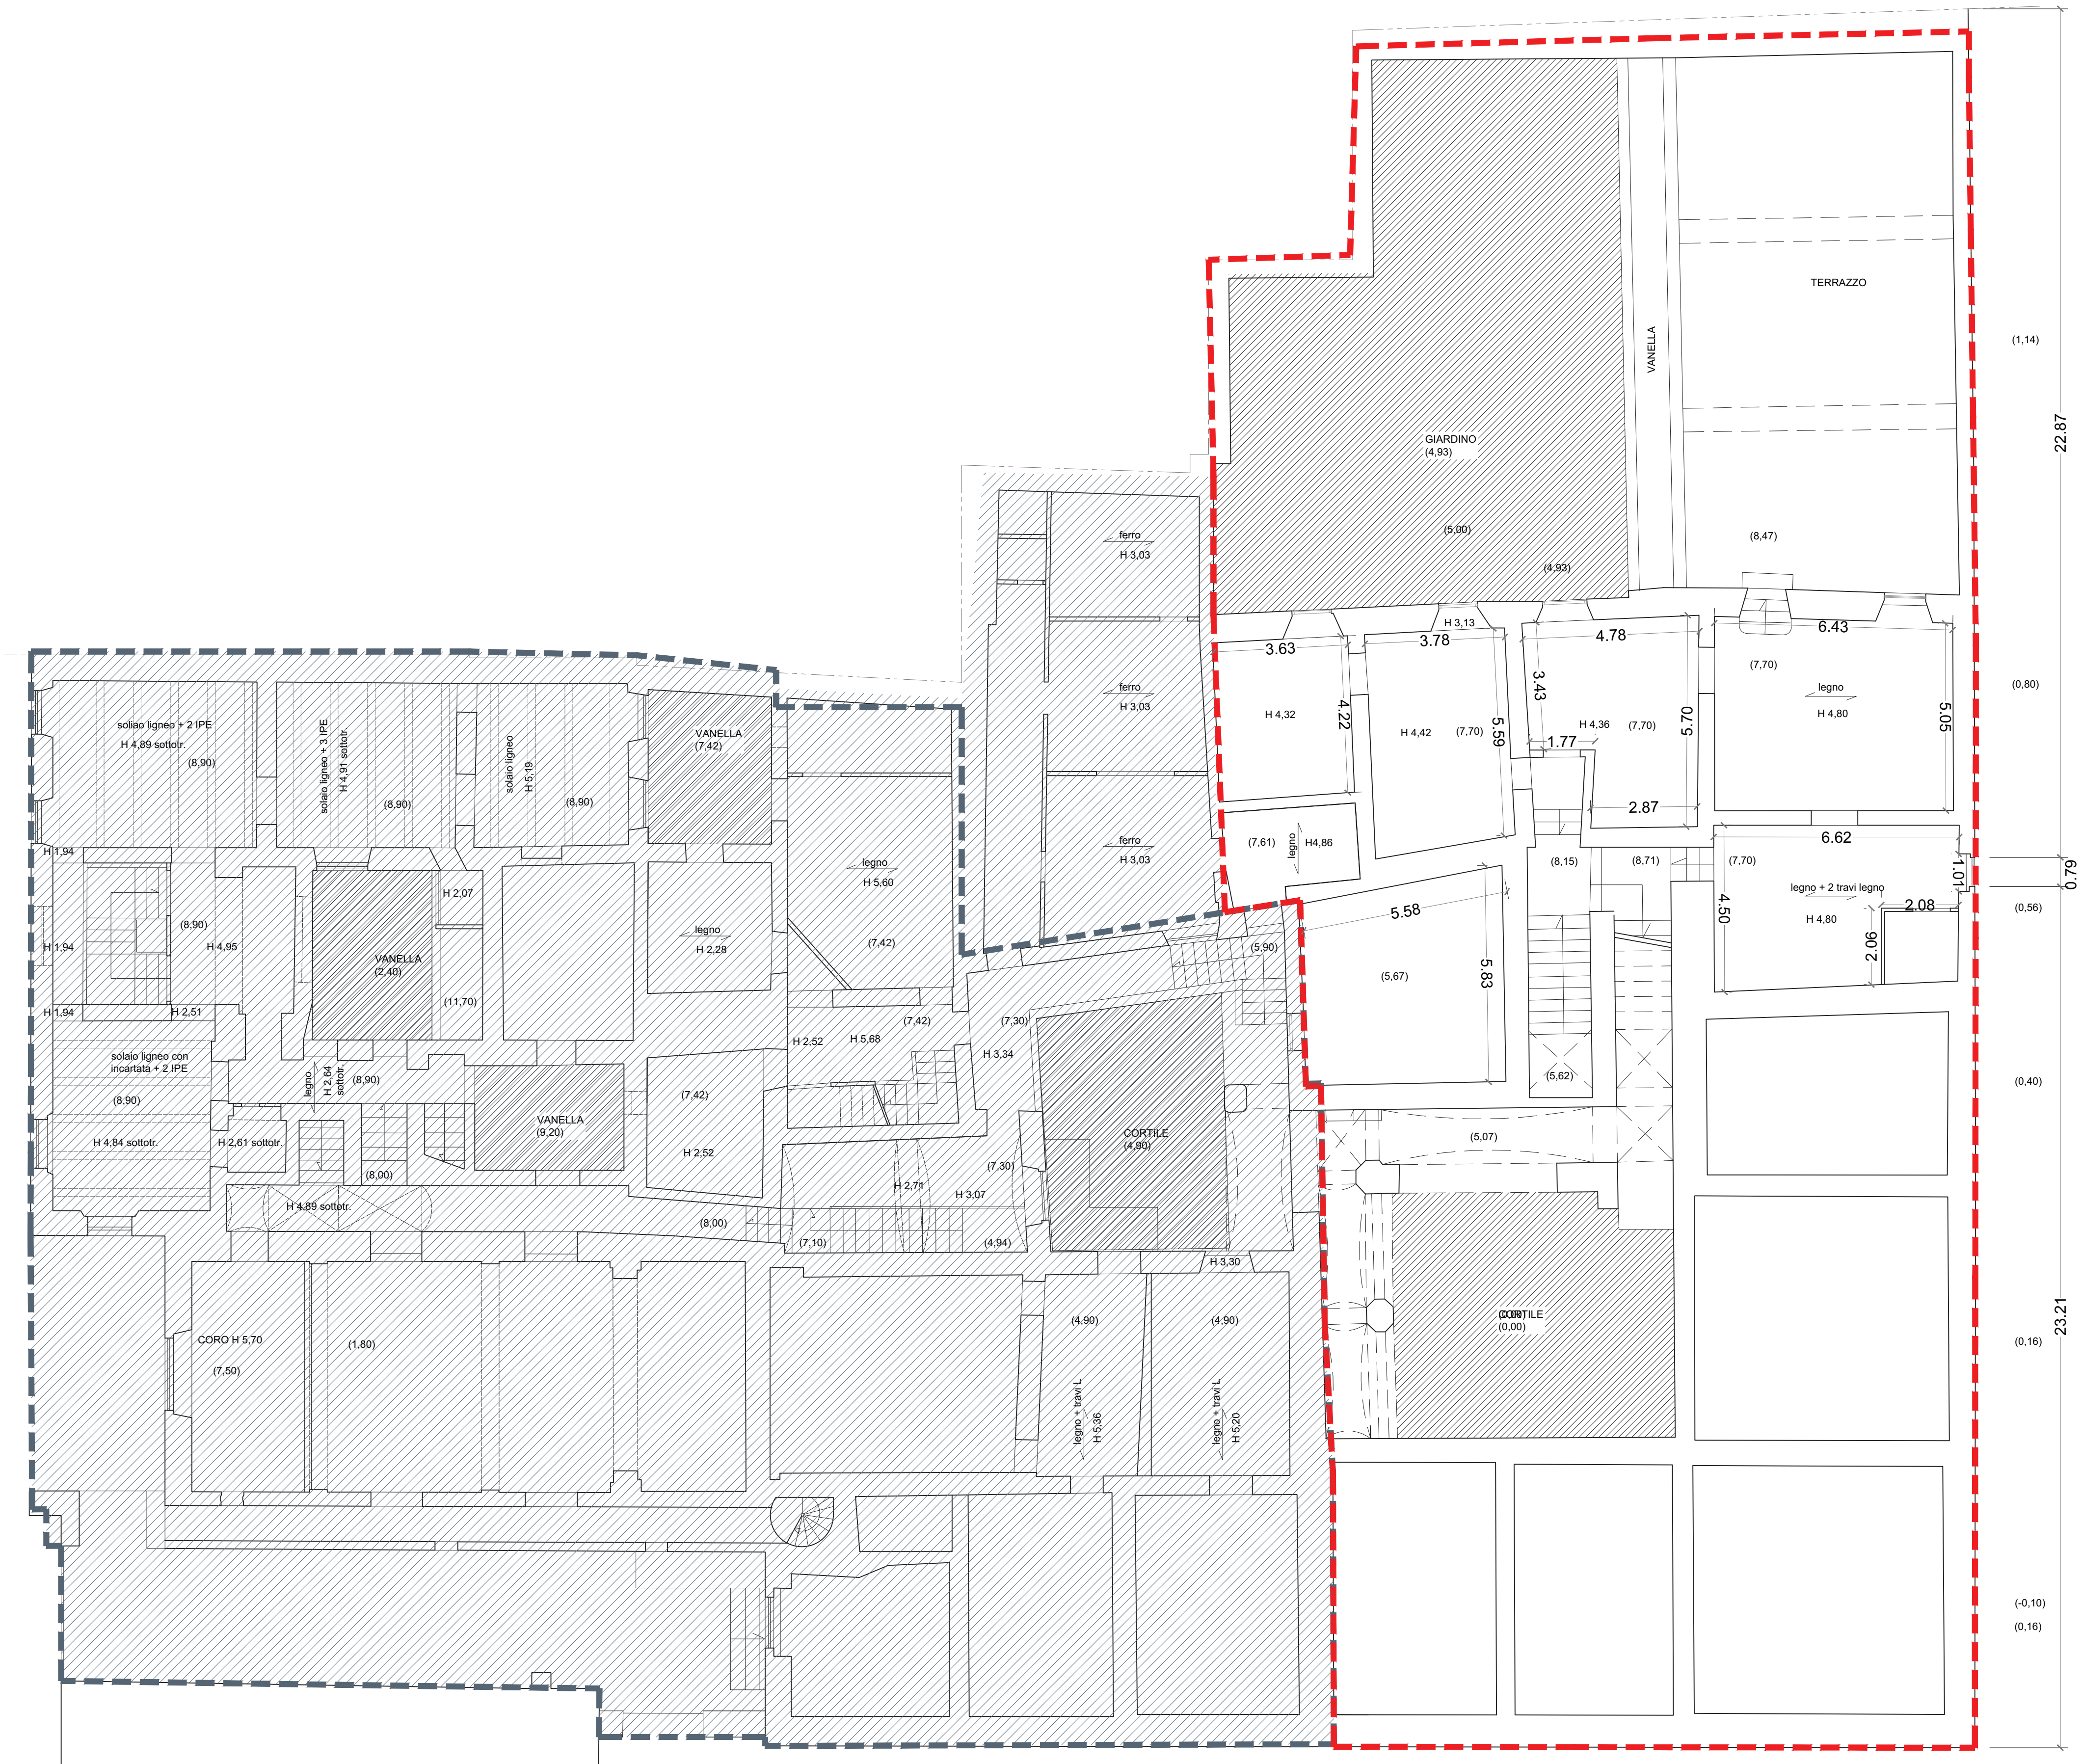 TERRAZZO
VANELLA
(1,14)
22.87
GIARDINO
(4,93)
(5,00)
(4,93)
(8,47)
ferro
H 3,03
ferro
H 3,03
ferro
H 3,03
3.63
H 4,32
4.22
H 3,13
3.78
H 4,42
(7,70)
5.59
4.78
3.43
H 4,36
(7,70)
1.77
5.70
2.87
6.43
(7,70)
legno
H 4,80
5.05
(0,80)
soliao ligneo + 2 IPE
H 4,89 sottotr.
(8,90)
solaio ligneo + 3 IPE
H 4,91 sottotr.
(8,90)
solaio ligneo
H 5,19
(8,90)
VANELLA
(7,42)
legno
H 5,60
(7,42)
H 1,94
H 1,94
H 1,94
(8,90)
H 4,95
H 2,51
VANELLA
(2,40)
H 2,07
(11,70)
legno
H 2,28
(7,61)
legno
H4,86
(8,15)
(8,71)
6.62
(7,70)
legno + 2 travi legno
H 4,80
4.50
1.01
2.08
2.06
0.79
(0,56)
5.58
(5,67)
5.83
(5,62)
(5,90)
(7,42)
H 2,52
H 5,68
(7,30)
H 3,34
solaio ligneo con
incartata + 2 IPE
(8,90)
H 4,84 sottotr.
legno
H 2,64
sottotr.
(8,90)
H 2,61 sottotr.
(8,00)
VANELLA
(9,20)
(7,42)
H 2,52
CORTILE
(4,90)
(5,07)
(0,40)
H 4,89 sottotr.
(8,00)
(7,10)
H 2,71
(7,30)
H 3,07
(4,94)
H 3,30
CORO H 5,70
(7,50)
(1,80)
(4,90)
legno + travi L
H 5,36
(4,90)
legno + travi L
H 5,20
CORTILE
(0,00)
23.21
(0,16)
(-0,10)
(0,16)